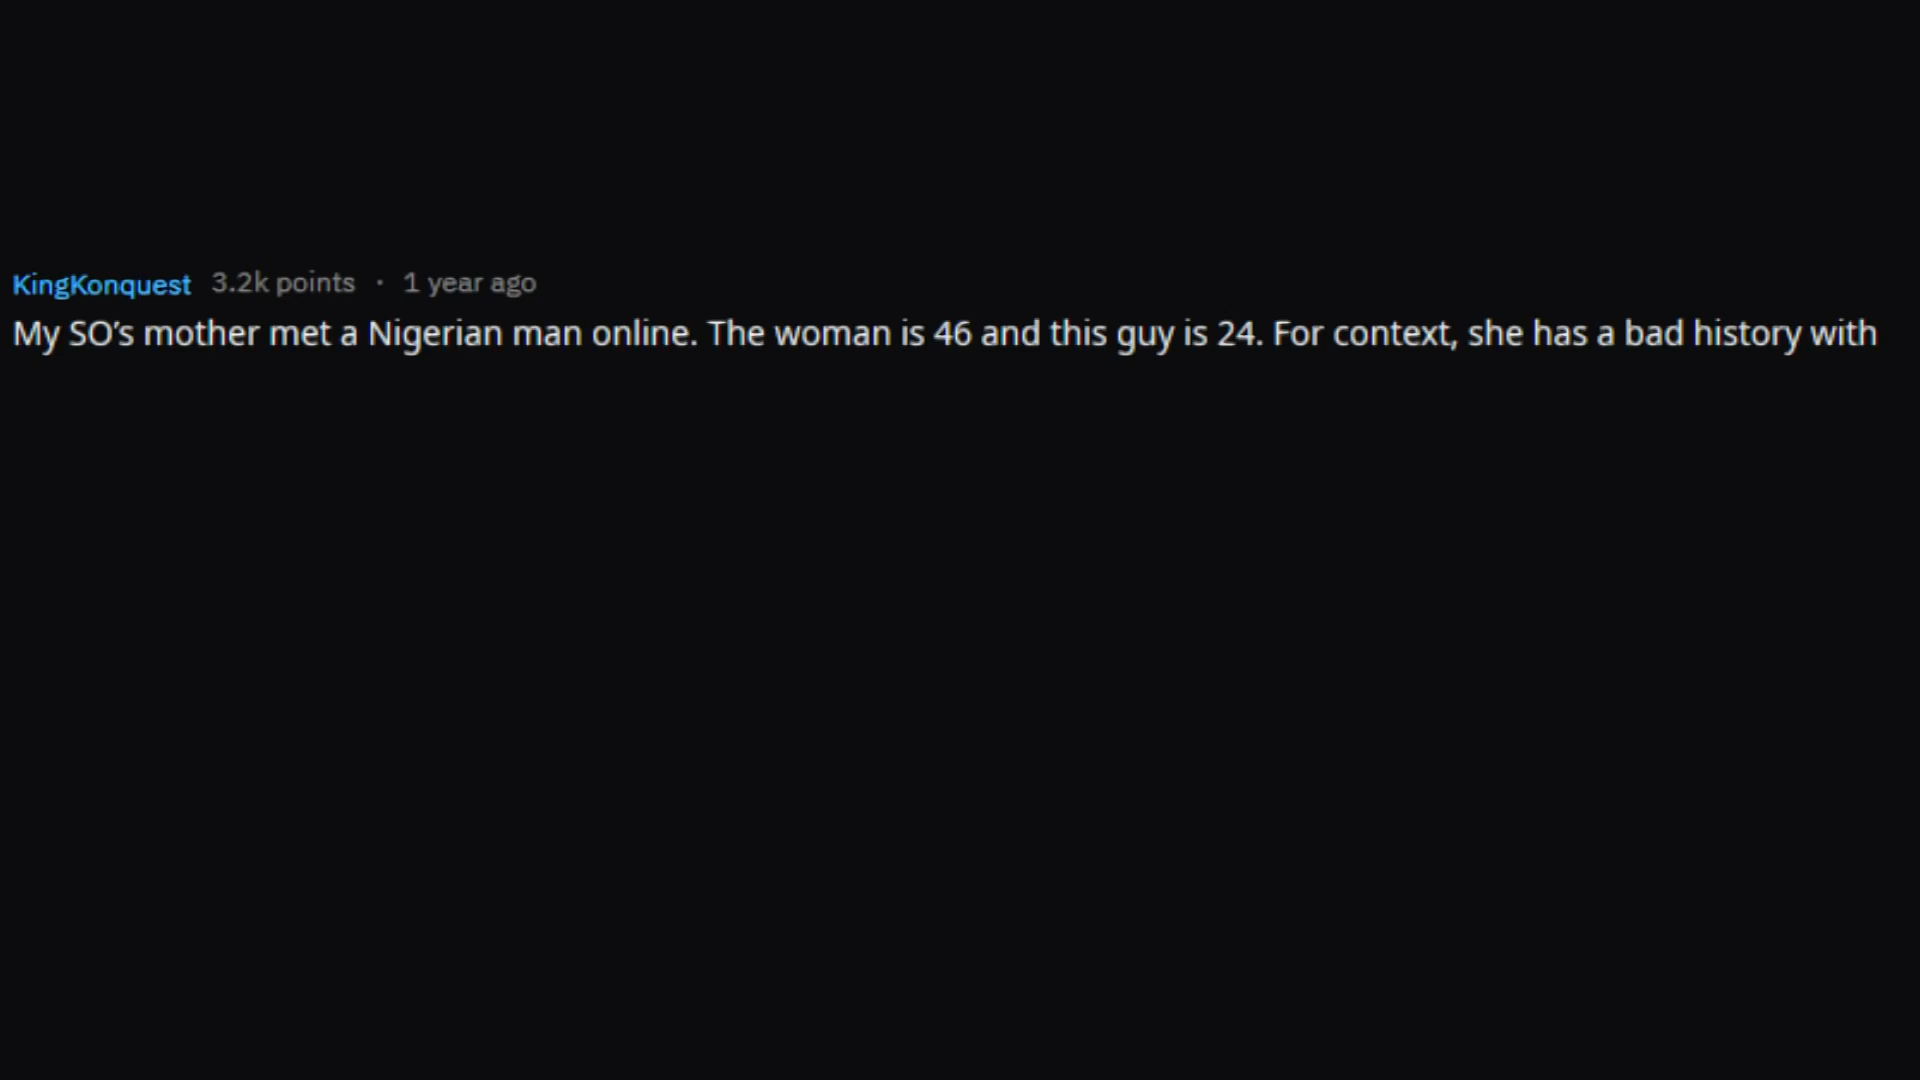 KingKonquest 3.2k points · 1 year ago
My SO’s mother met a Nigerian man online. The woman is 46 and this guy is 24. For context, she has a bad history with